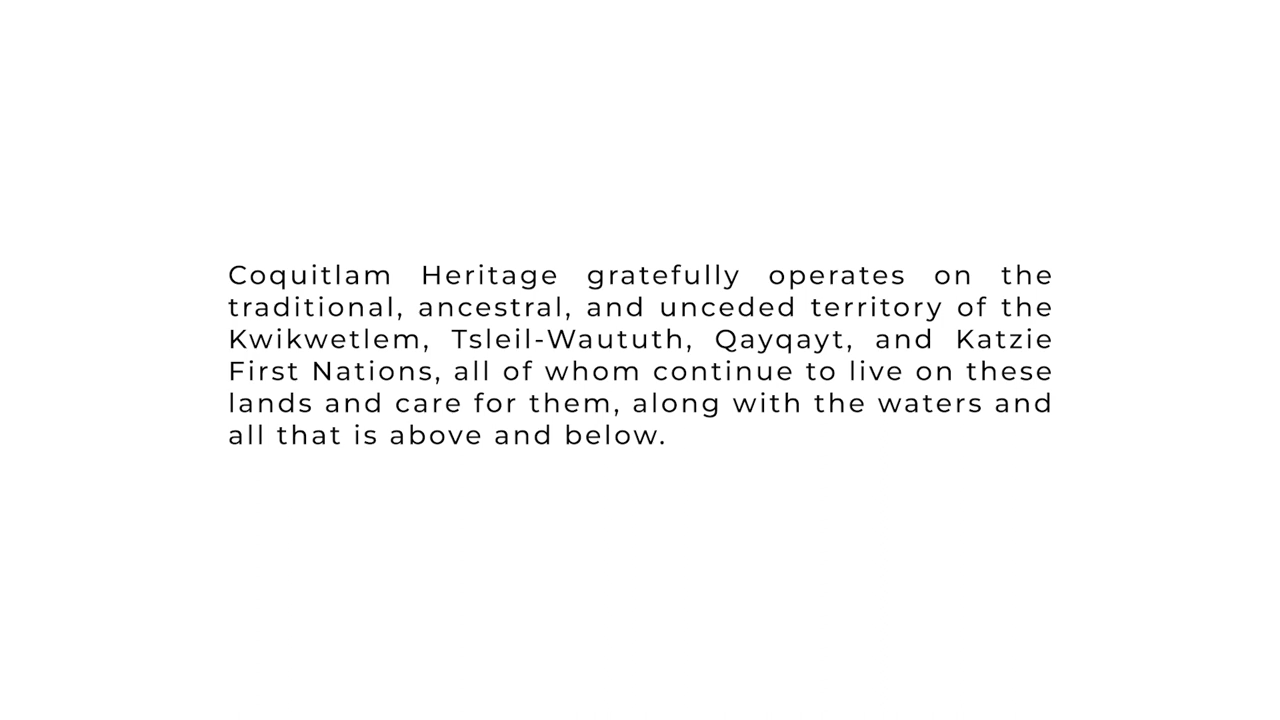 Coquitlam Heritage gratefully operates on the
traditional, ancestral, and unceded territory of the
Kwikwetlem, Tsleil-Waututh, Qayqayt, and Katzie
First Nations, all of whom continue to live on these
lands and care for them, along with the waters and
all that is above and below.